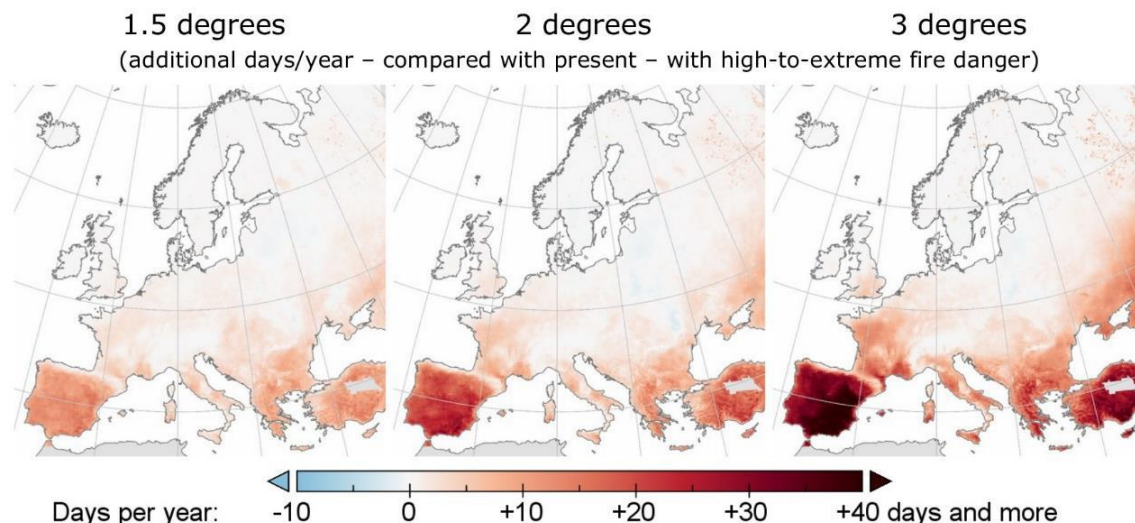 1.5 degrees 2 degrees 3 degrees
(additional days/year – compared with present – with high-to-extreme fire danger)
Days per year: -10 0 +10 +20 +30 +40 days and more